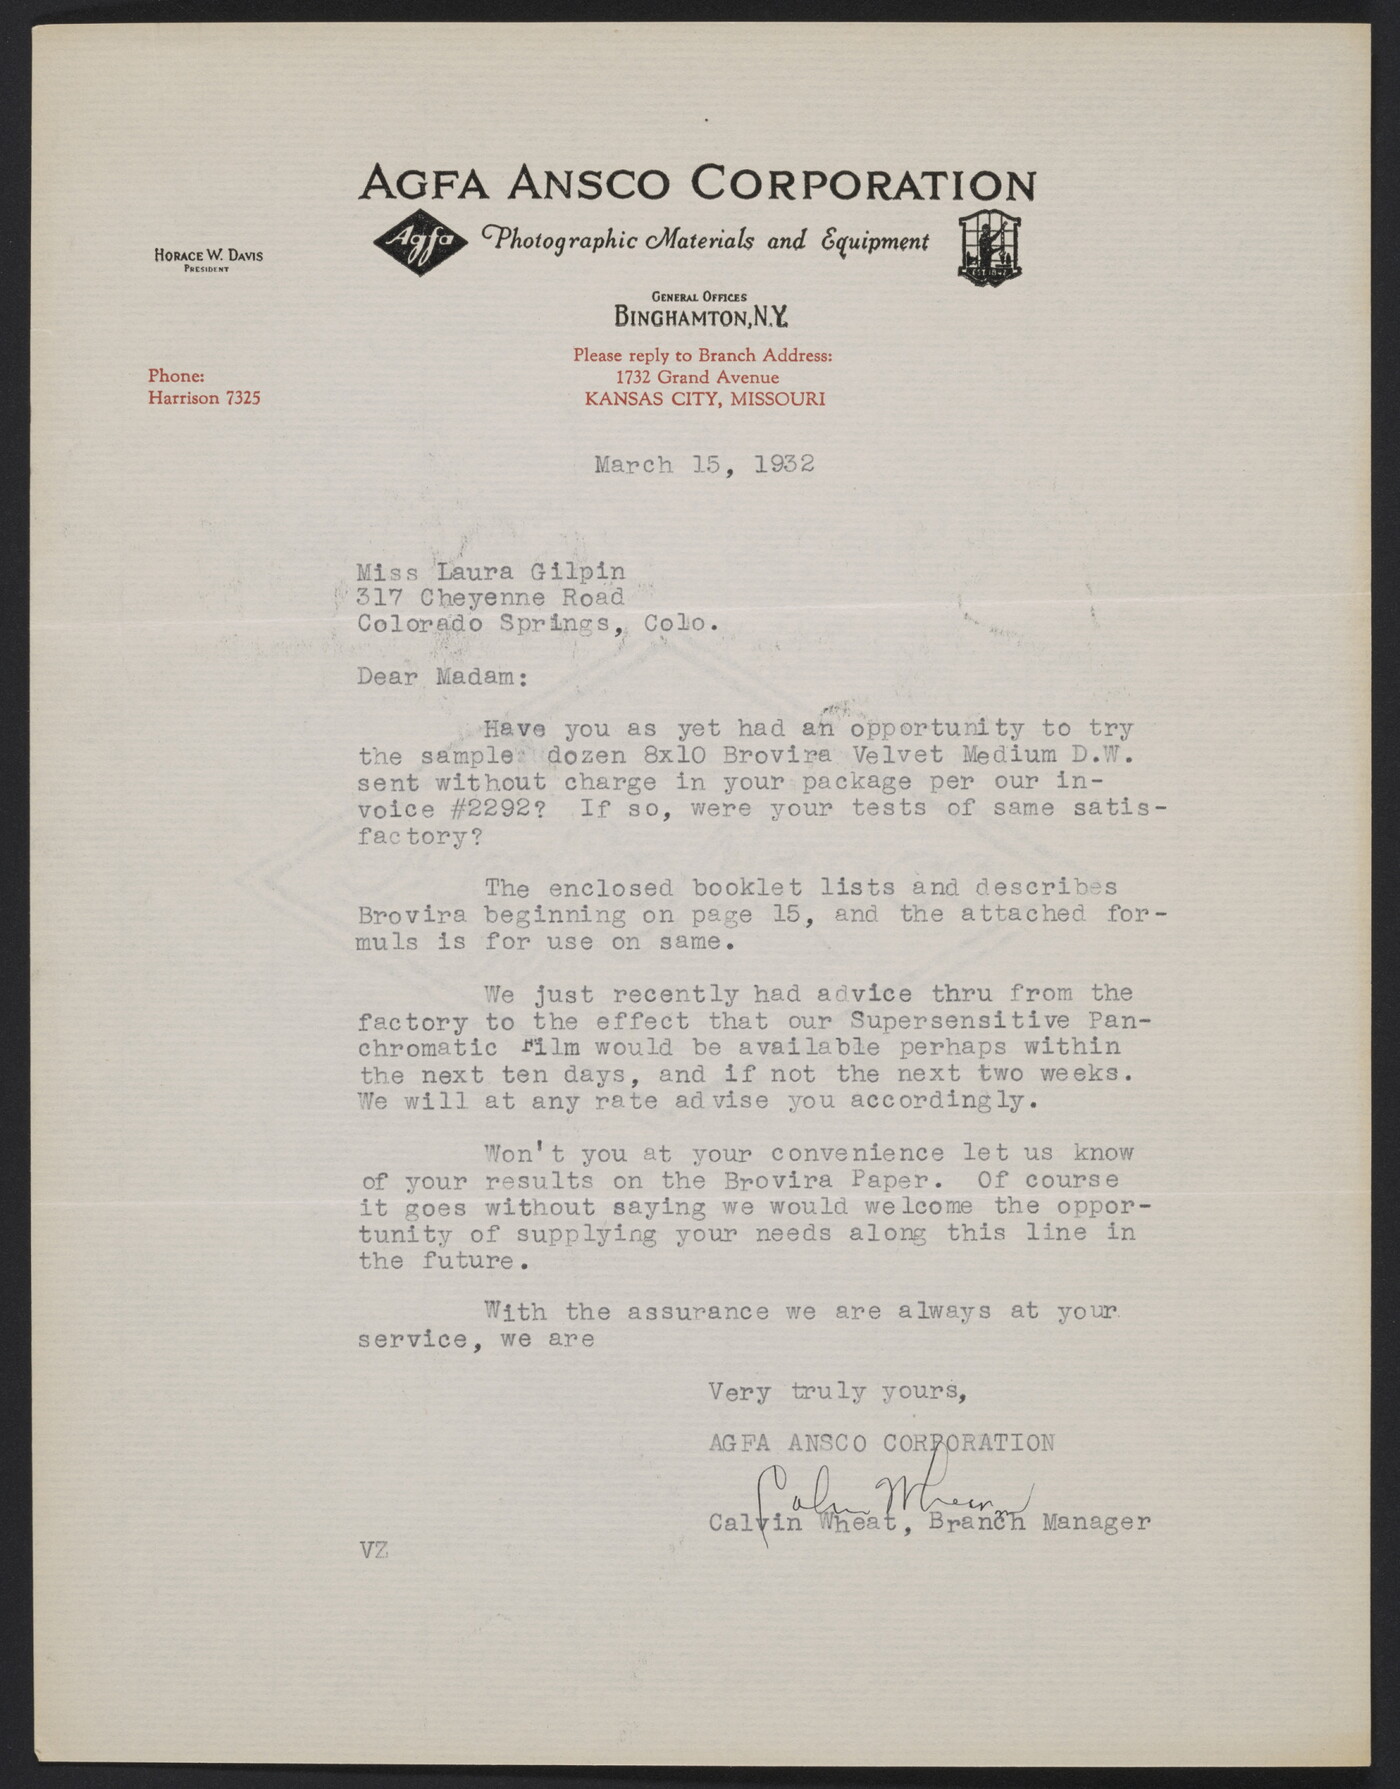 AGFA ANSCO CORPORATION
Agfa Photographic Materials and Equipment
EST. 1842
HORACE W. DAVIS
PRESIDENT
GENERAL OFFICES
BINGHAMTON, N.Y.
Please reply to Branch Address:
1732 Grand Avenue
KANSAS CITY, MISSOURI
Phone:
Harrison 7325
March 15, 1932
Miss Laura Gilpin
317 Cheyenne Road
Colorado Springs, Colo.
Dear Madam:
Have you as yet had an opportunity to try
the sample dozen 8x10 Brovira Velvet Medium D.W.
sent without charge in your package per our in-
voice #2292? If so, were your tests of same satis-
factory?
The enclosed booklet lists and describes
Brovira beginning on page 15, and the attached for-
muls is for use on same.
We just recently had advice thru from the
factory to the effect that our Supersensitive Pan-
chromatic Film would be available perhaps within
the next ten days, and if not the next two weeks.
We will at any rate advise you accordingly.
Won't you at your convenience let us know
of your results on the Brovira Paper. Of course
it goes without saying we would welcome the oppor-
tunity of supplying your needs along this line in
the future.
With the assurance we are always at your
service, we are
Very truly yours,
AGFA ANSCO CORPORATION
Calvin Wheat
Calvin Wheat, Branch Manager
VZ